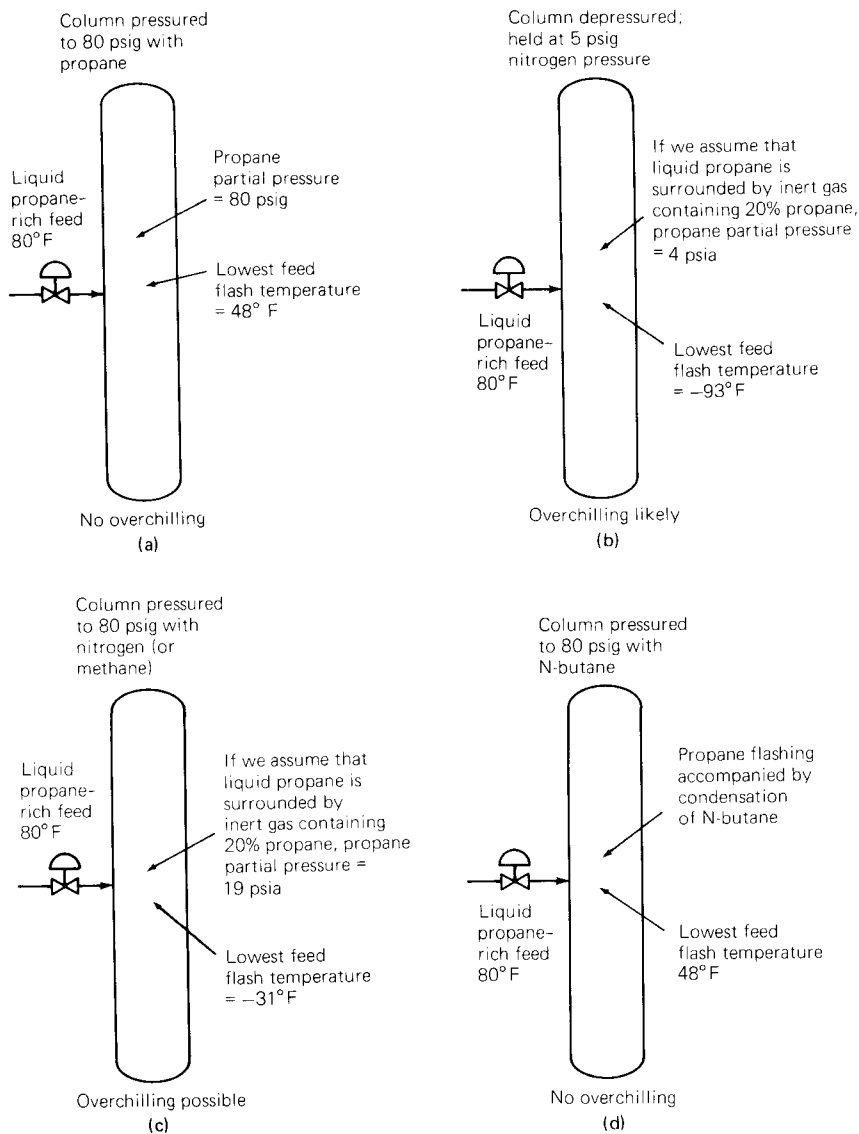 Column pressured
to 80 psig with
propane
Liquid
propane-
rich feed
80°F
Propane
partial pressure
= 80 psig
Lowest feed
flash temperature
= 48° F
No overchilling
(a)
Column depressured;
held at 5 psig
nitrogen pressure
If we assume that
liquid propane is
surrounded by inert gas
containing 20% propane,
propane partial pressure
= 4 psia
Liquid
propane-
rich feed
80°F
Lowest feed
flash temperature
= −93°F
Overchilling likely
(b)
Column pressured
to 80 psig with
nitrogen (or
methane)
Liquid
propane-
rich feed
80°F
If we assume that
liquid propane is
surrounded by
inert gas containing
20% propane, propane
partial pressure =
19 psia
Lowest feed
flash temperature
= −31°F
Overchilling possible
(c)
Column pressured
to 80 psig with
N-butane
Propane flashing
accompanied by
condensation
of N-butane
Liquid
propane-
rich feed
80°F
Lowest feed
flash temperature
48°F
No overchilling
(d)